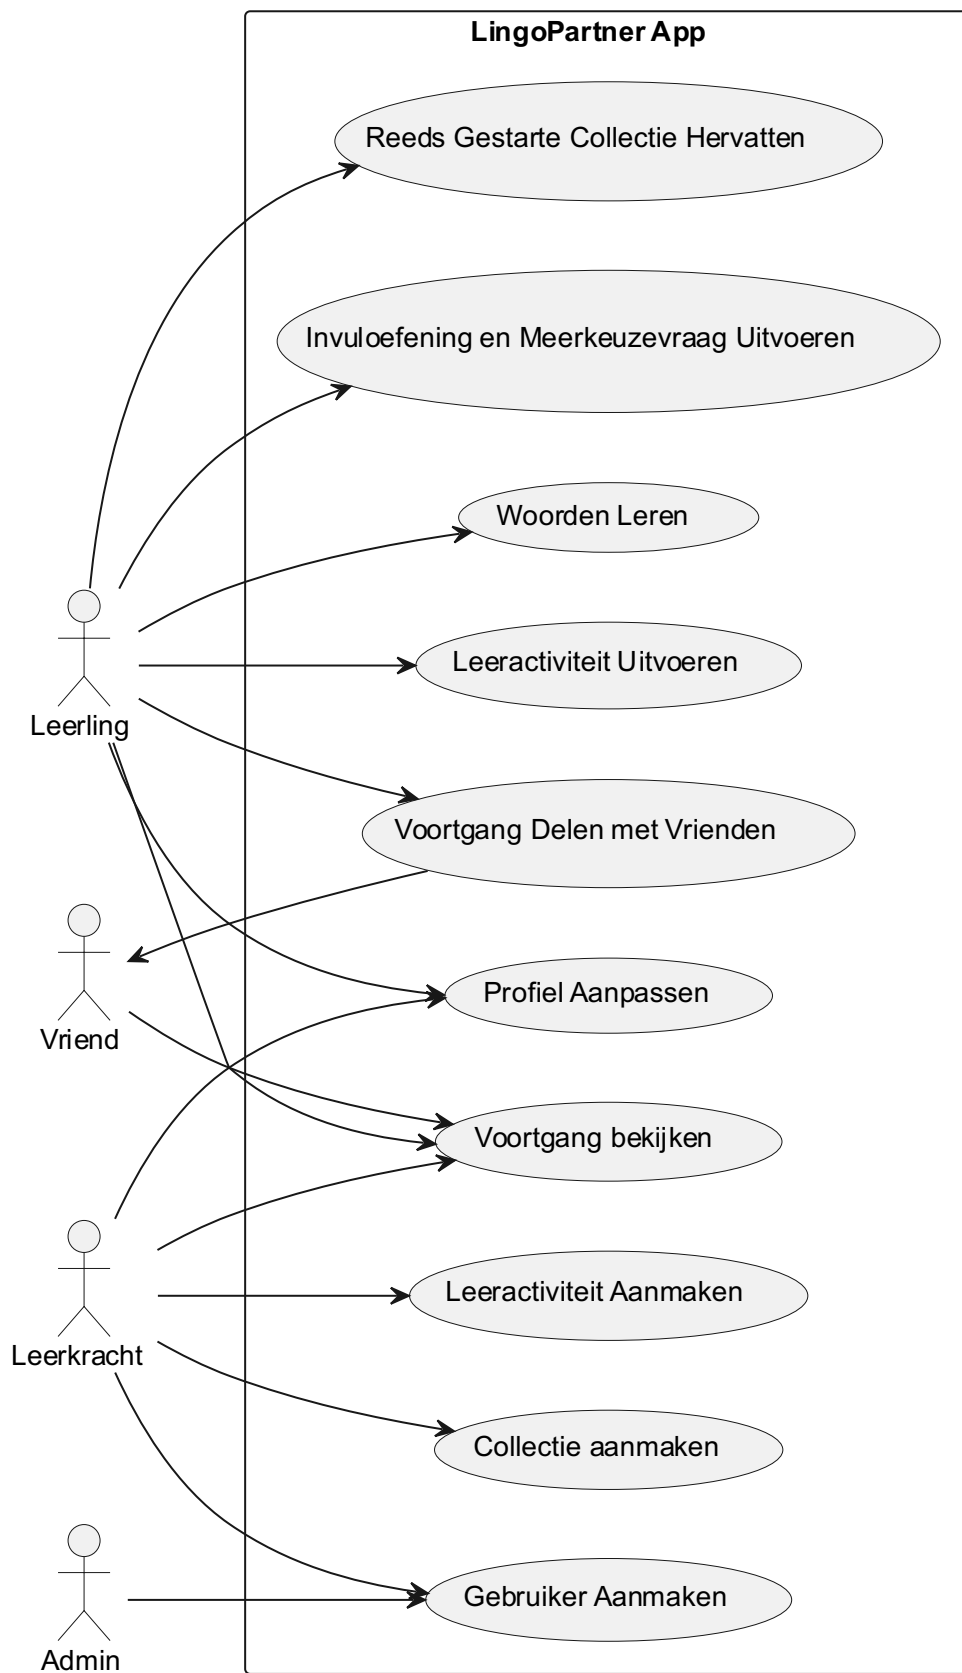 LingoPartner App
Reeds Gestarte Collectie Hervatten
Invuloefening en Meerkeuzevraag Uitvoeren
Woorden Leren
Leeractiviteit Uitvoeren
Leerling
Voortgang Delen met Vrienden
Profiel Aanpassen
Vriend
Voortgang bekijken
Leeractiviteit Aanmaken
Leerkracht
Collectie aanmaken
Gebruiker Aanmaken
Admin